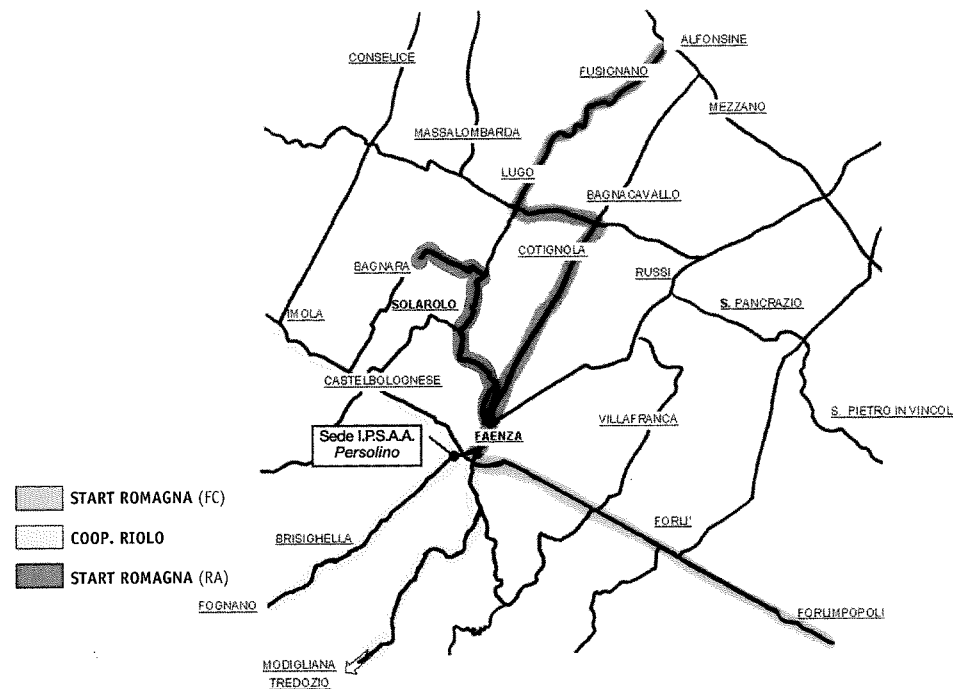 ALFONSINE
CONSELICE
FUSIGNANO
MEZZANO
MASSALOMBARDA
LUGO
BAGNACAVALLO
COTIGNOLA
BAGNARA
RUSSI
SOLAROLO
S. PANCRAZIO
IMOLA
CASTELBOLOGNESE
VILLAFRANCA
S. PIETRO IN VINCOL
FAENZA
Sede I.P.S.A.A.
Persolino
START ROMAGNA (FC)
FORLI'
COOP. RIOLO
BRISIGHELLA
START ROMAGNA (RA)
FOGNANO
FORLIMPOPOLI
MODIGLIANA
TREDOZIO